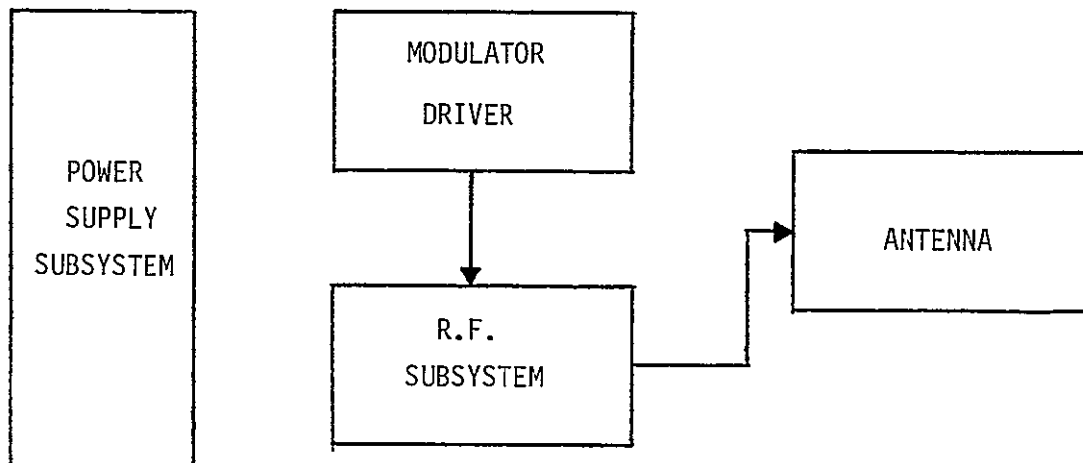 POWER
SUPPLY
SUBSYSTEM
MODULATOR
DRIVER
R.F.
SUBSYSTEM
ANTENNA